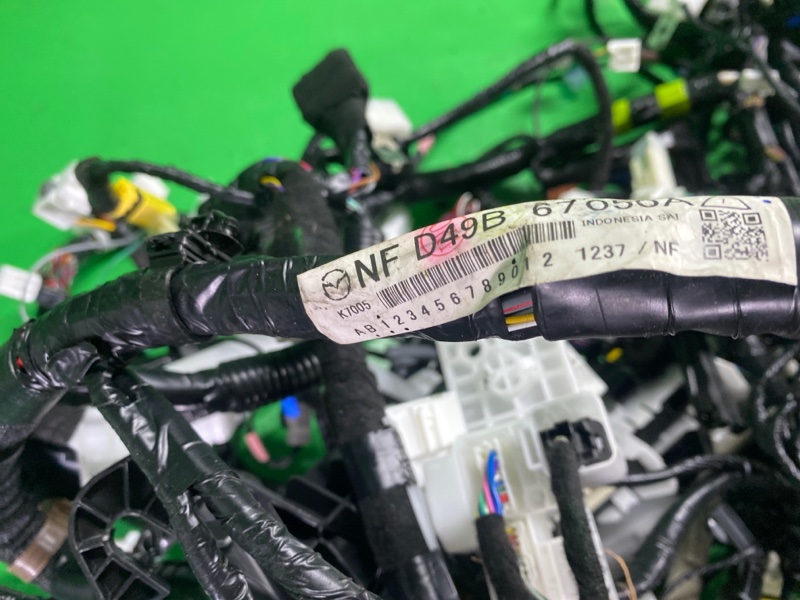 NF D49B 67050A
INDONESIA SAI
K7005
1237 / NF
AB1234567890 12